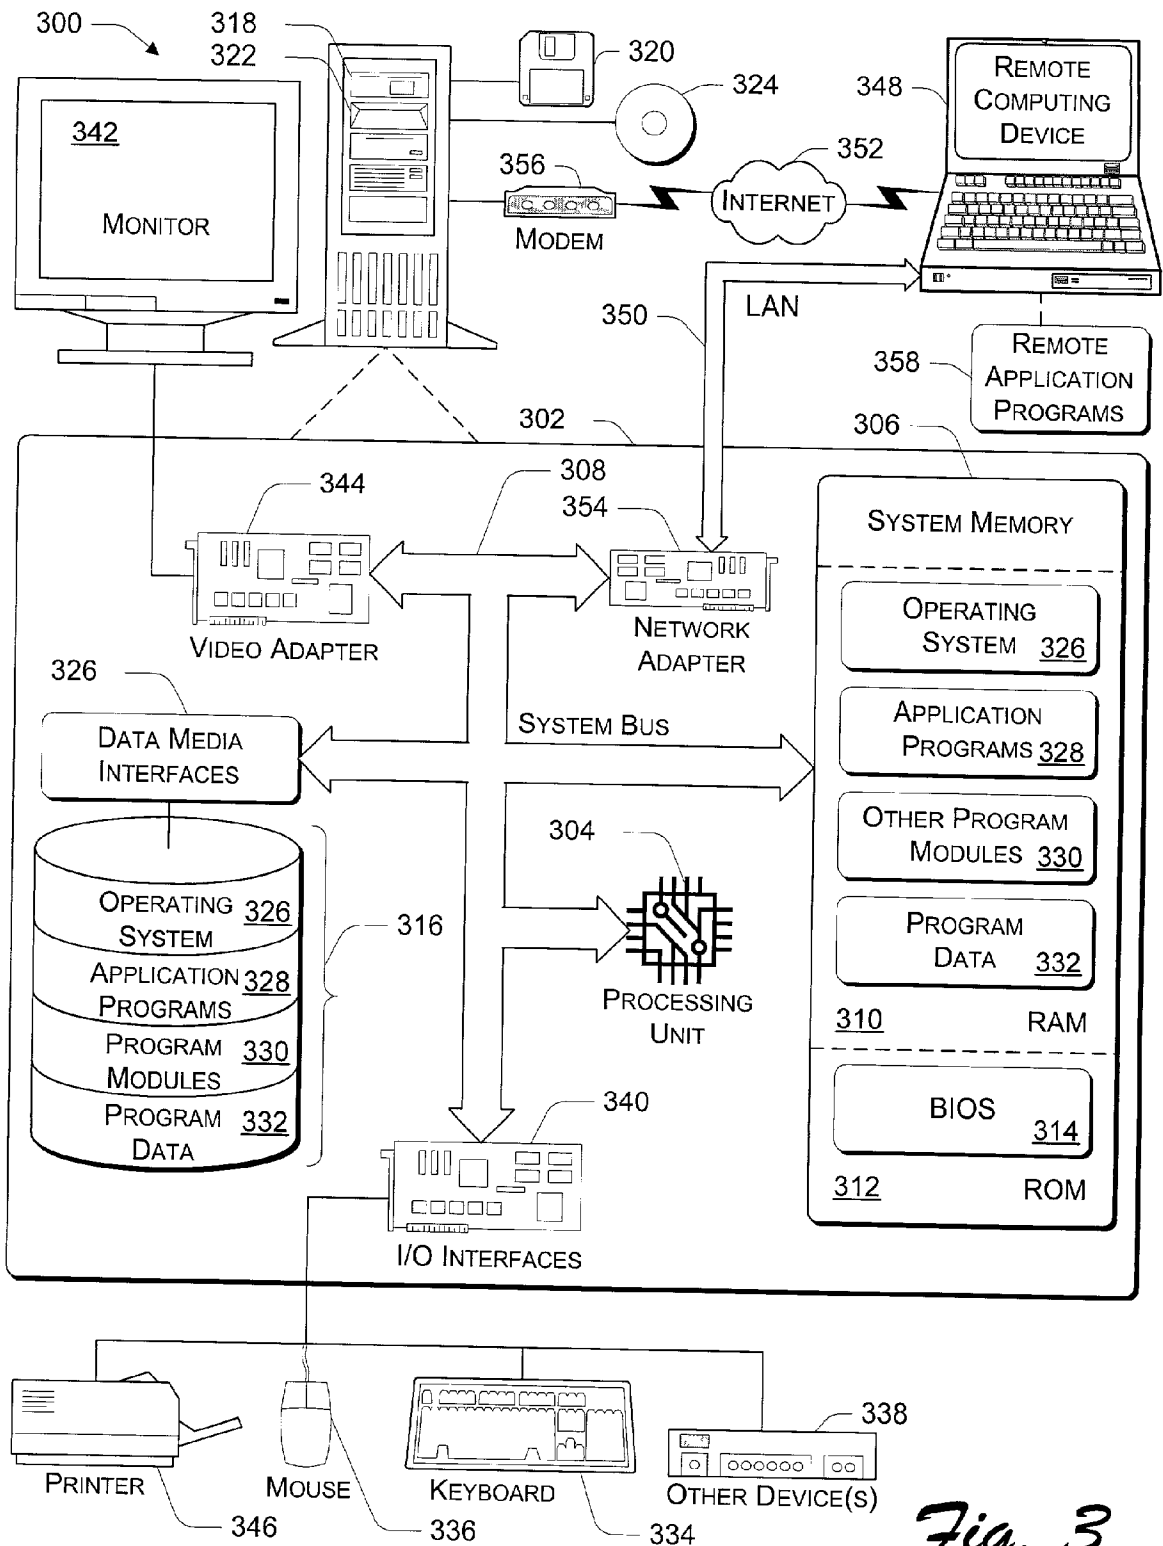 300
318
322
320
324
348
REMOTE
COMPUTING
DEVICE
342
MONITOR
356
MODEM
352
INTERNET
LAN
350
358
REMOTE
APPLICATION
PROGRAMS
302
306
344
308
354
SYSTEM MEMORY
VIDEO ADAPTER
NETWORK
ADAPTER
OPERATING
SYSTEM 326
326
DATA MEDIA
INTERFACES
SYSTEM BUS
APPLICATION
PROGRAMS 328
304
OTHER PROGRAM
MODULES 330
OPERATING
SYSTEM 326
316
PROGRAM
DATA 332
APPLICATION
PROGRAMS 328
PROCESSING
UNIT
310 RAM
PROGRAM
MODULES 330
340
BIOS
314
PROGRAM
DATA 332
312 ROM
I/O INTERFACES
338
PRINTER
MOUSE
KEYBOARD
OTHER DEVICE(S)
346
336
334
Fig. 3